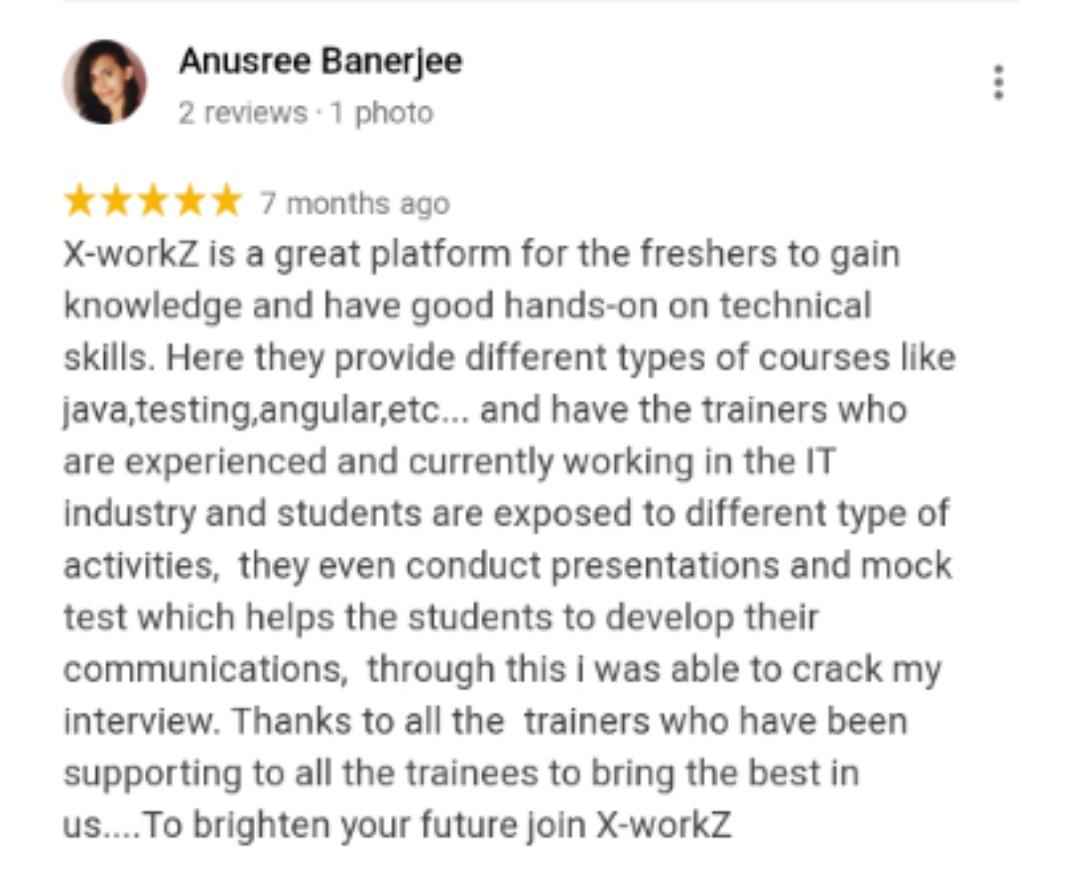 Anusree Banerjee
2 reviews · 1 photo
7 months ago
X-workZ is a great platform for the freshers to gain
knowledge and have good hands-on on technical
skills. Here they provide different types of courses like
java,testing,angular,etc... and have the trainers who
are experienced and currently working in the IT
industry and students are exposed to different type of
activities,  they even conduct presentations and mock
test which helps the students to develop their
communications,  through this i was able to crack my
interview. Thanks to all the  trainers who have been
supporting to all the trainees to bring the best in
us....To brighten your future join X-workZ